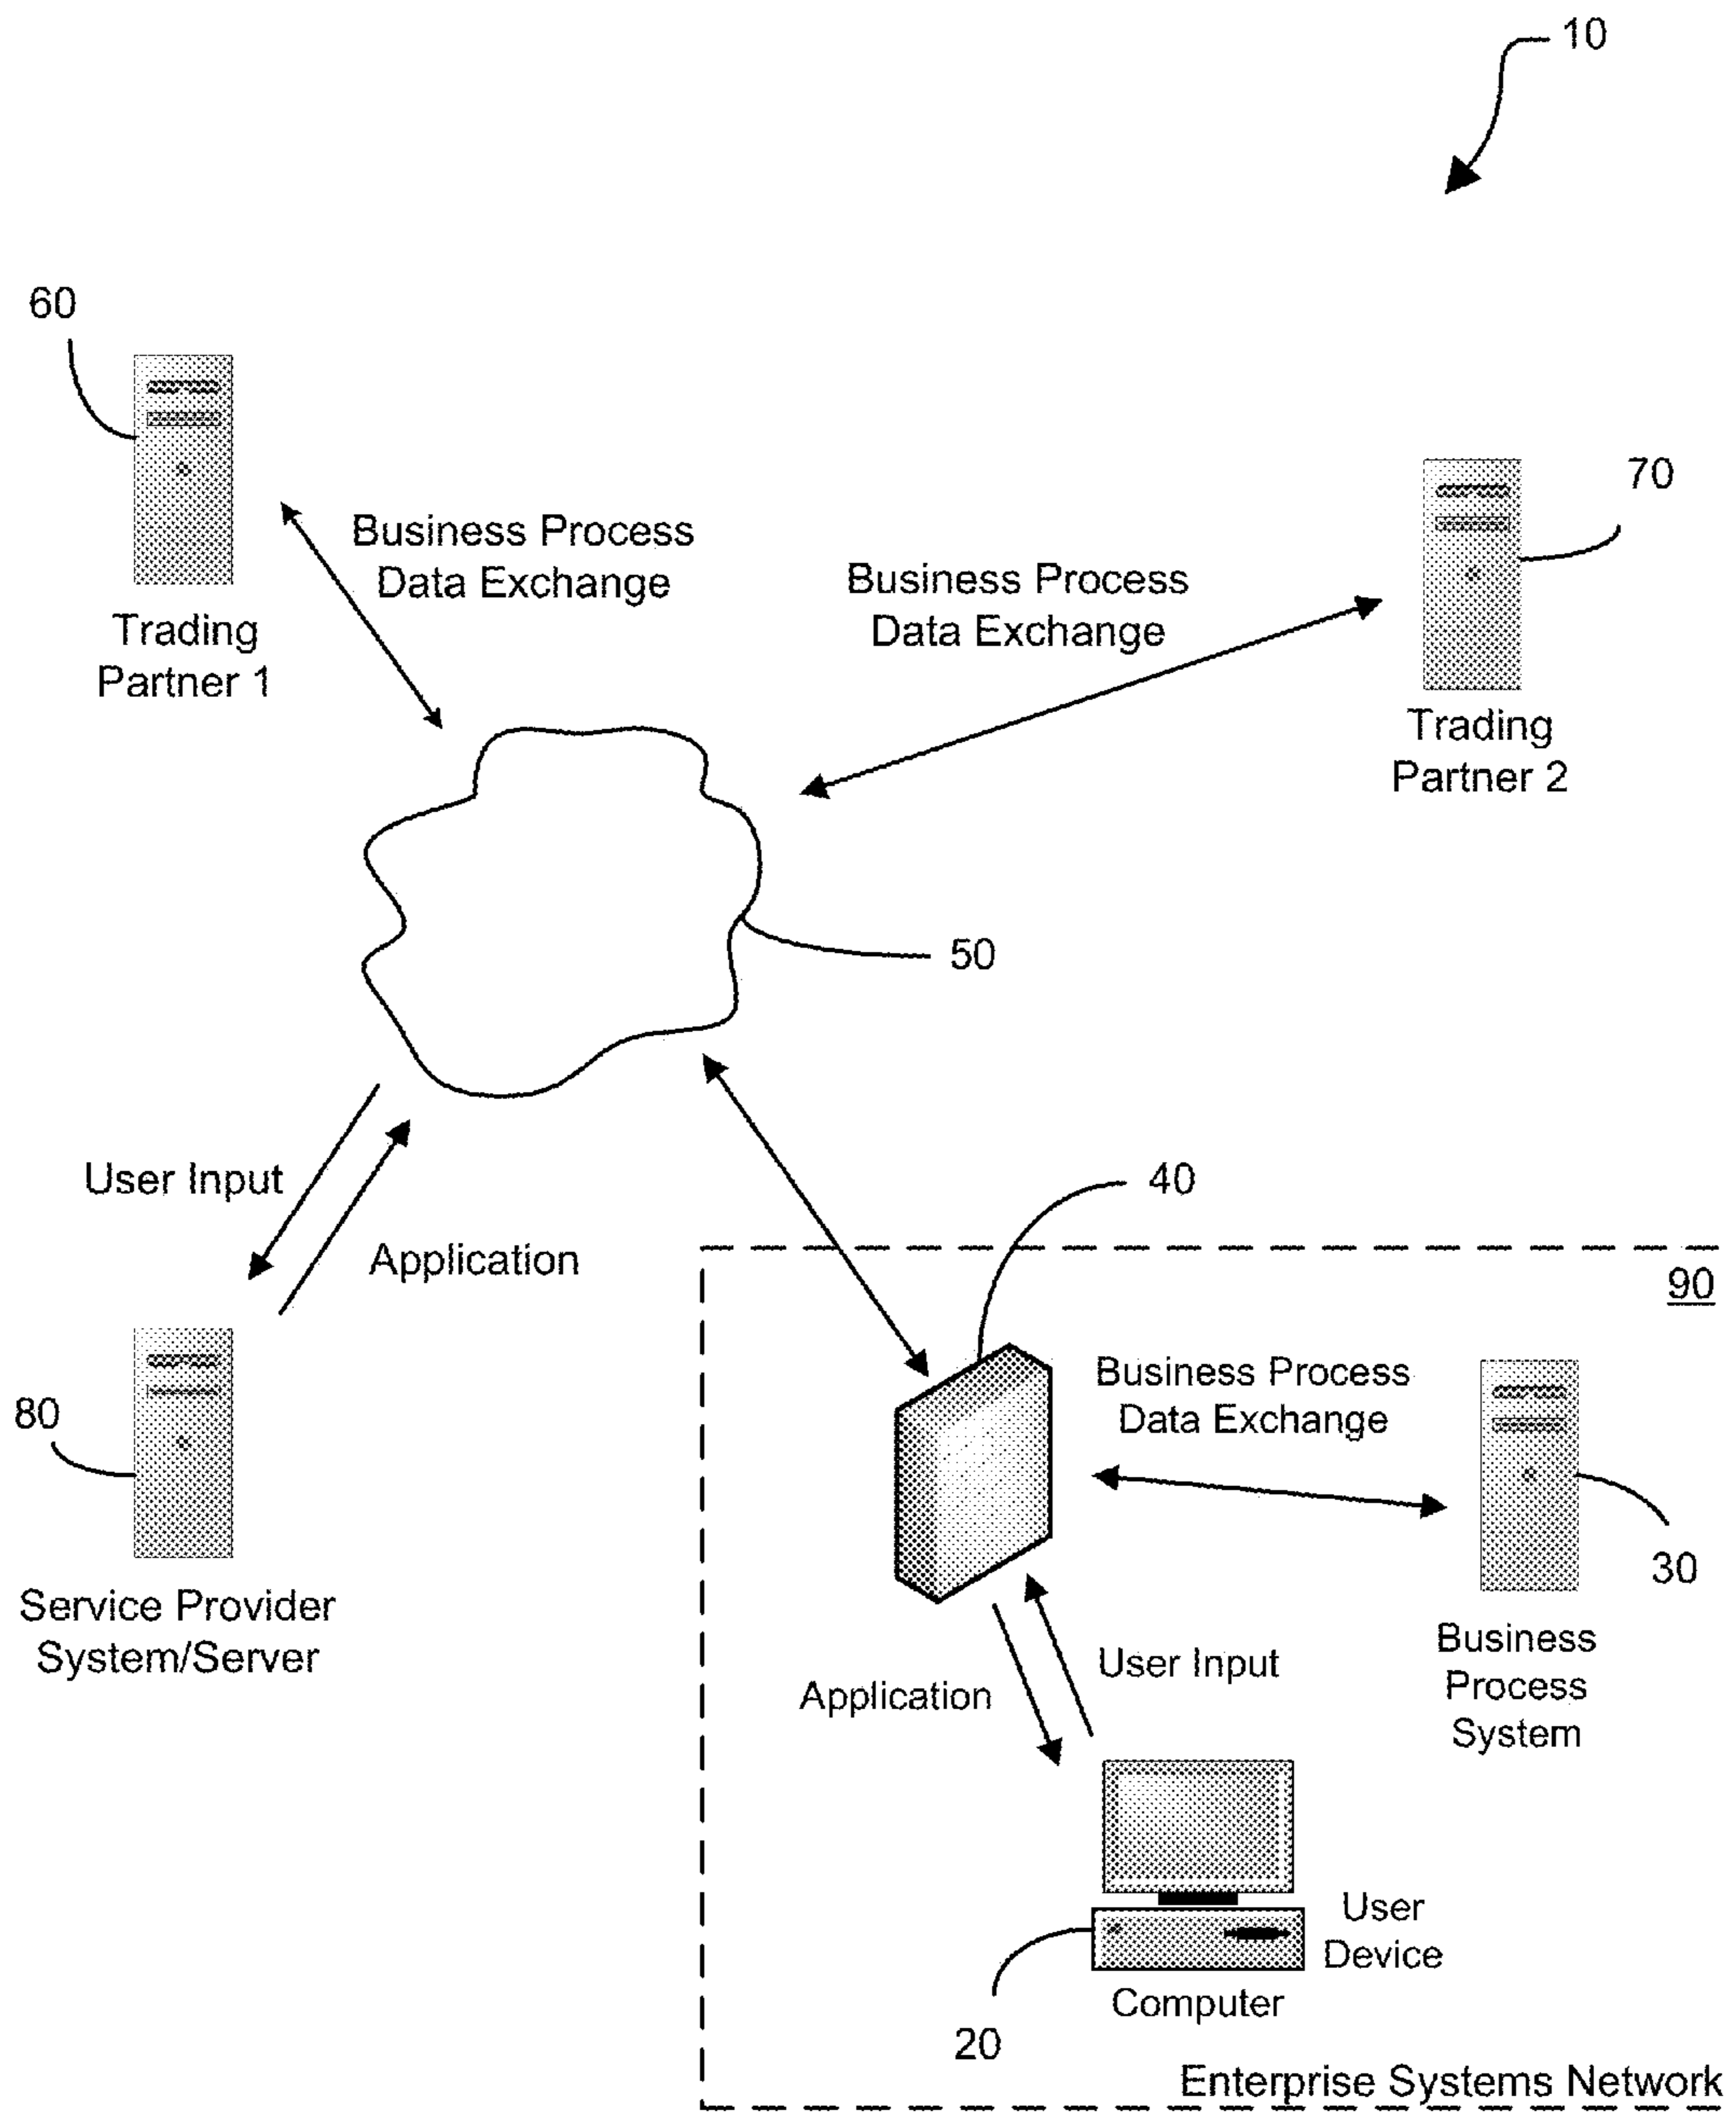 10
60
70
Business Process
Data Exchange
Business Process
Data Exchange
Trading
Partner 1
Trading
Partner 2
50
User Input
Application
40
90
Business Process
Data Exchange
80
30
Service Provider
System/Server
Business
Process
System
User Input
Application
User
Device
Computer
20
Enterprise Systems Network